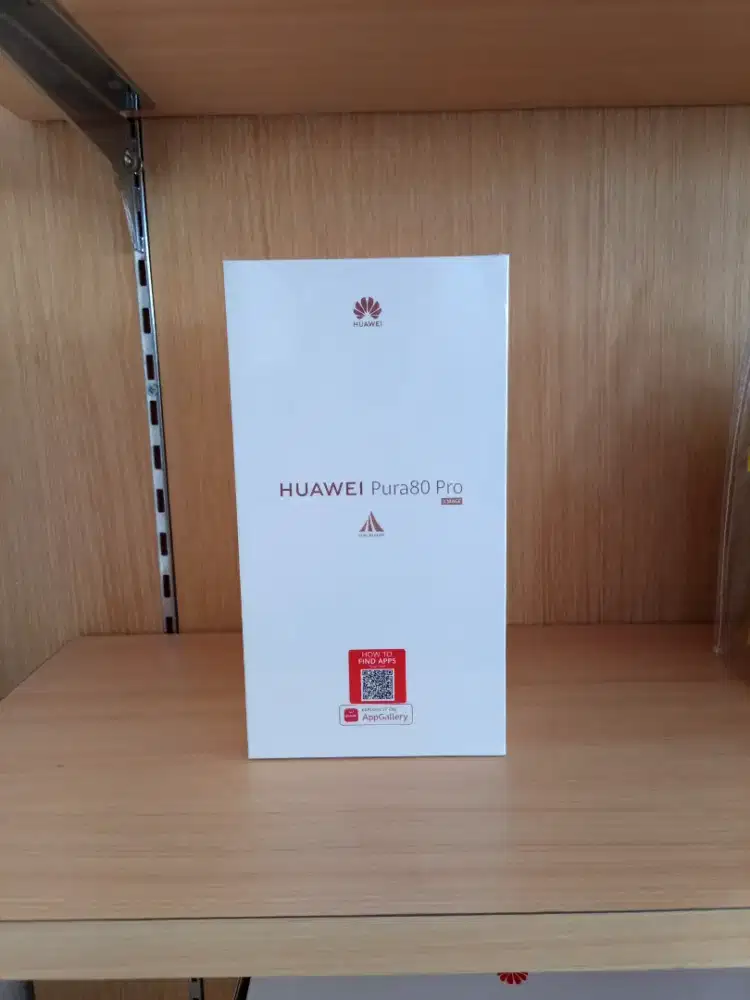 HUAWEI
HUAWEI Pura80 Pro
HOW TO
FIND APPS
AppGallery